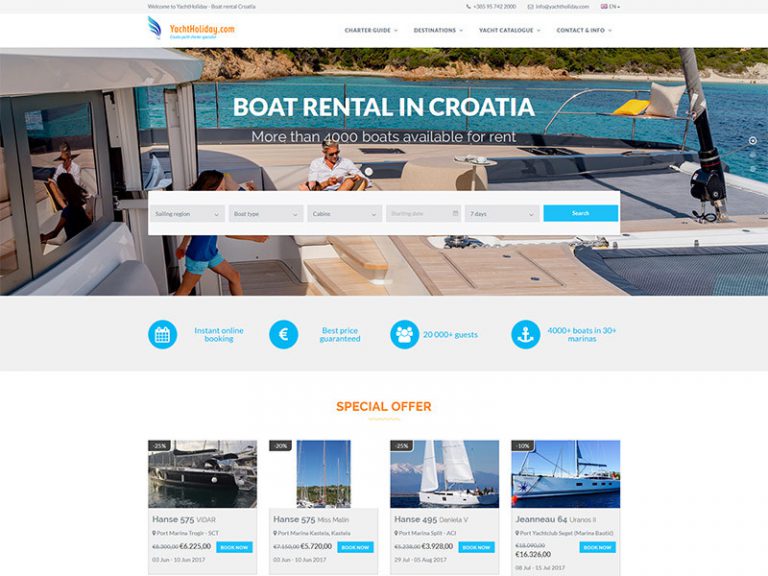 Welcome to YachtHoliday - Boat rental Croatia
+385 95 742 2000
info@yachtholiday.com
EN
YachtHoliday.com
CHARTER GUIDE
DESTINATIONS
YACHT CATALOGUE
CONTACT & INFO
BOAT RENTAL IN CROATIA
More than 4000 boats available for rent
Sailing region
Boat type
Cabins
Starting date
7 days
Search
Instant online
booking
€
Best price
guaranteed
20 000+ guests
4000+ boats in 30+
marinas
SPECIAL OFFER
-25%
Hanse 575 VIDAR
Port Marina Trogir - SCT
€8.300,00 €6.225,00
BOOK NOW
03 Jun - 10 Jun 2017
-20%
Hanse 575 Miss Malin
Port Marina Kastela, Kastela
€7.150,00 €5.720,00
BOOK NOW
03 Jun - 10 Jun 2017
-25%
Hanse 495 Daniela V
Port Marina Split - ACI
€5.238,00 €3.928,00
BOOK NOW
29 Jul - 05 Aug 2017
-10%
Jeanneau 64 Uranos II
Port Yachtclub Seget (Marina Baotić)
€18.090,00
€16.326,00
BOOK NOW
08 Jul - 15 Jul 2017